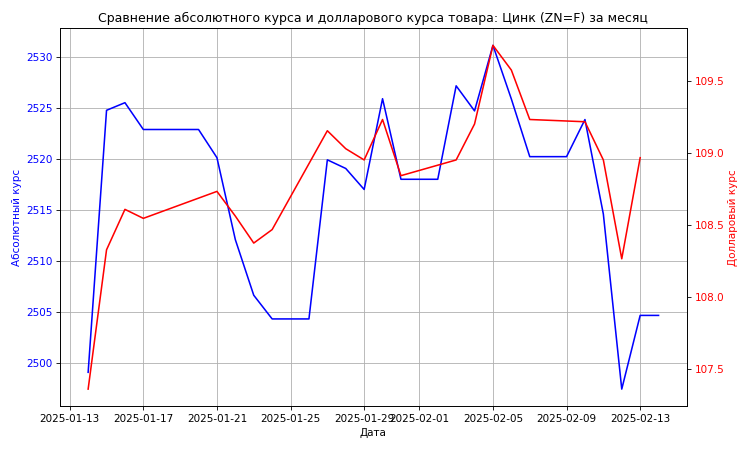 Сравнение абсолютного курса и долларового курса товара: Цинк (ZN=F) за месяц
2530
2525
2520
2515
2510
2505
2500
Абсолютный курс
109.5
109.0
108.5
108.0
107.5
Долларовый курс
2025-01-13 2025-01-17 2025-01-21 2025-01-25 2025-01-29 2025-02-01 2025-02-05 2025-02-09 2025-02-13
Дата